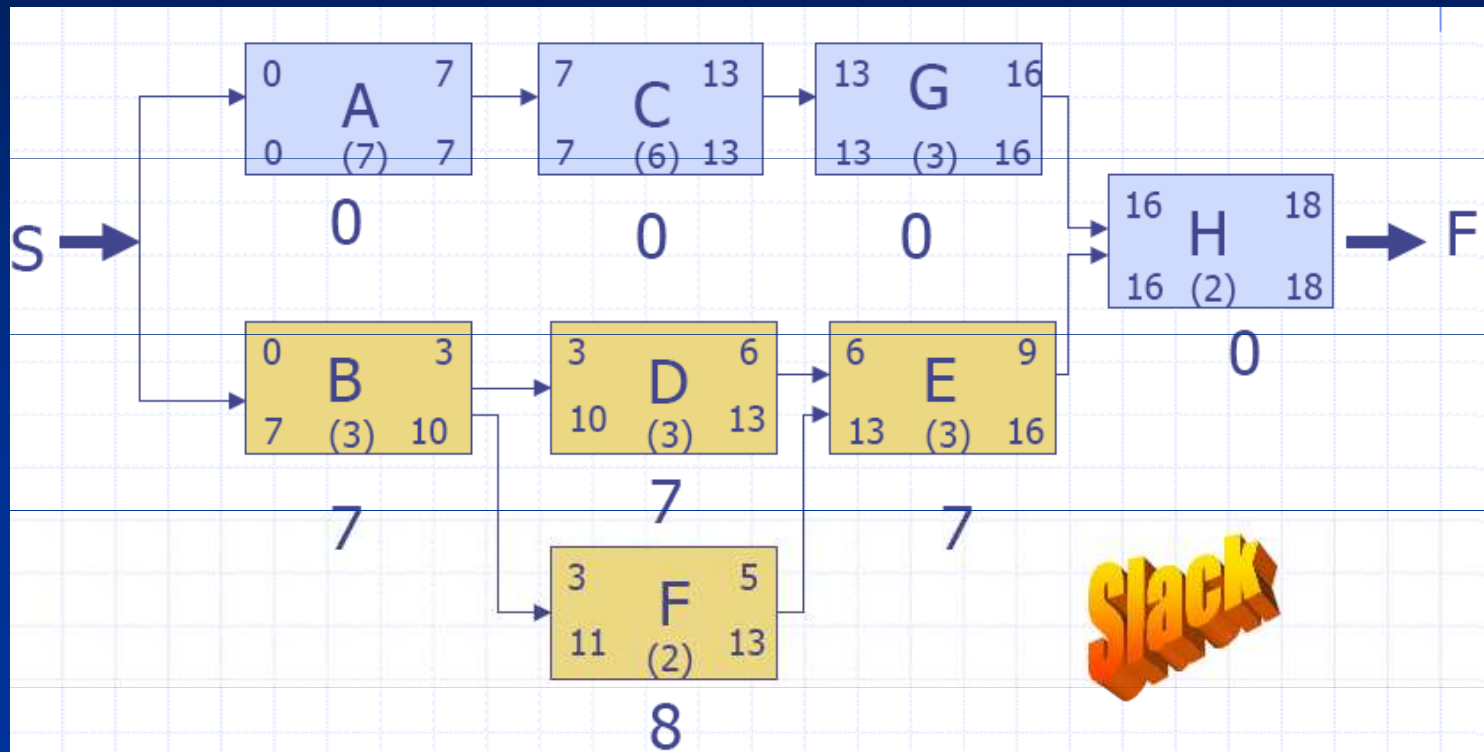 0 7 7 13 13 16
A C G
0 (7) 7 7 (6) 13 13 (3) 16
0 0 0
16 18
S H F
16 (2) 18
0
0 3 3 6 6 9
B D E
7 (3) 10 10 (3) 13 13 (3) 16
7 7 7
3 5
F
11 (2) 13
8
Slack